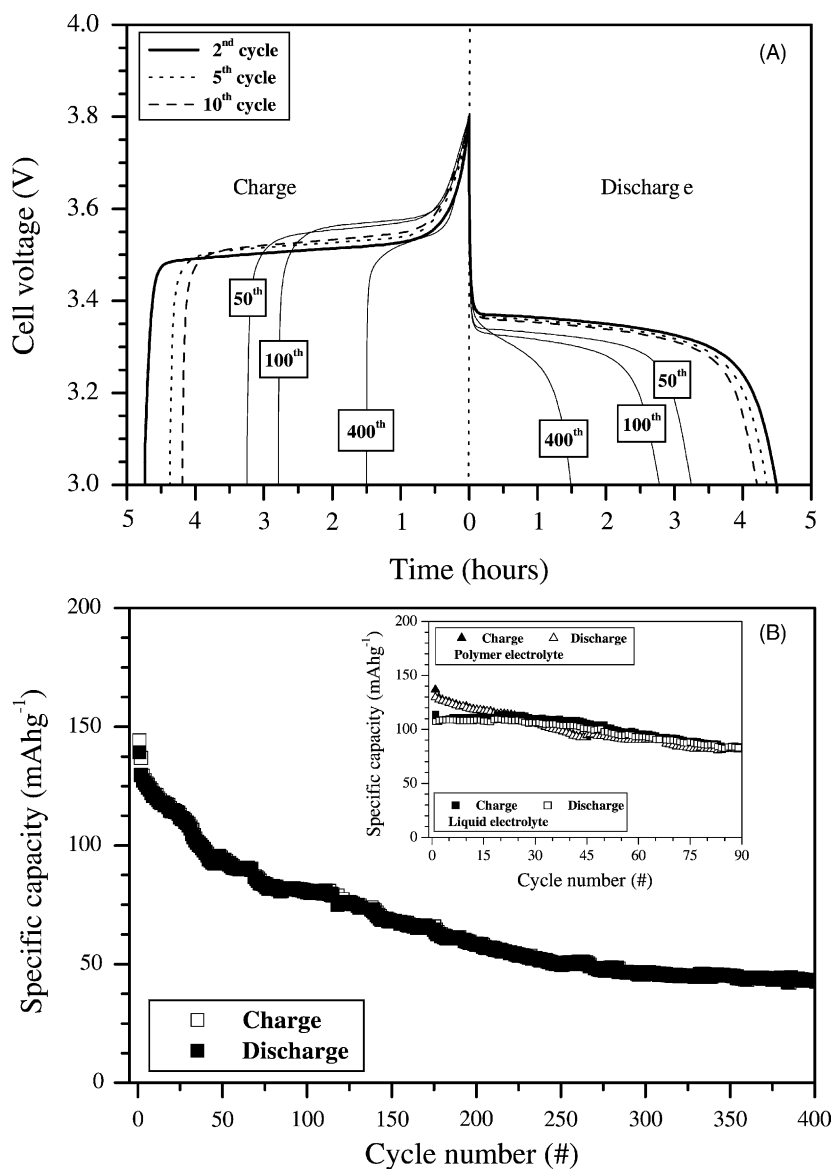 (A)
2nd cycle
5th cycle
10th cycle
4.0
3.8
3.6
3.4
3.2
3.0
Cell voltage (V)
Charge
Discharg e
50th
100th
400th
50th
100th
400th
5 4 3 2 1 0 1 2 3 4 5
Time (hours)
(B)
200
150
100
50
0
Specific capacity (mAhg-1)
Charge
Discharge
0 50 100 150 200 250 300 350 400
Cycle number (#)
200
150
100
50
0
Specific capacity (mAhg-1)
Charge Discharge
Polymer electrolyte
Charge Discharge
Liquid electrolyte
0 15 30 45 60 75 90
Cycle number (#)